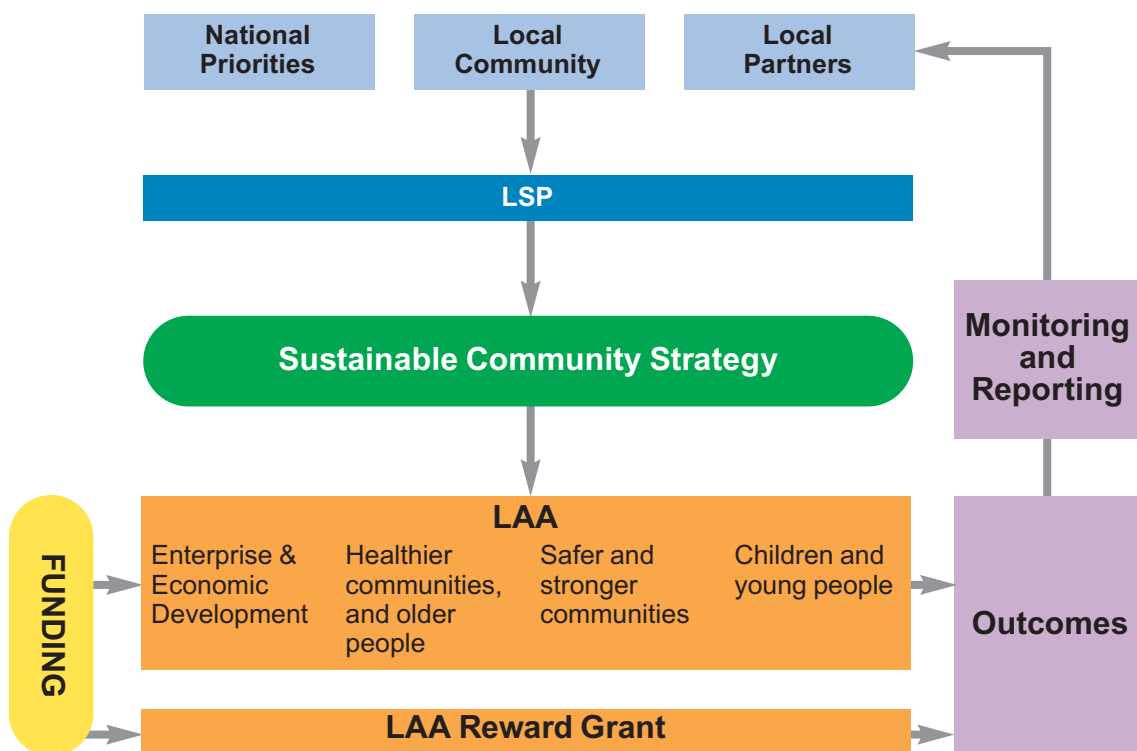 National
Priorities
Local
Community
Local
Partners
LSP
Sustainable Community Strategy
Monitoring
and
Reporting
FUNDING
LAA
Enterprise &
Economic
Development
Healthier
communities,
and older
people
Safer and
stronger
communities
Children and
young people
Outcomes
LAA Reward Grant